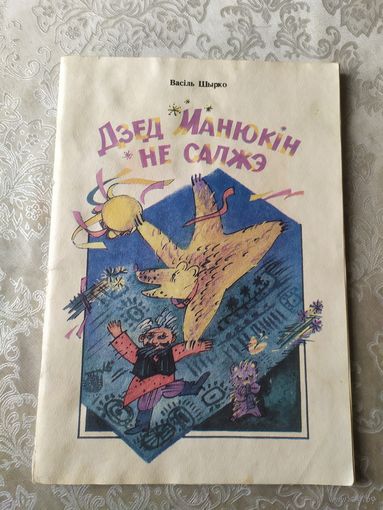 Васіль Шырко
Дзед Манюкін
не салжэ